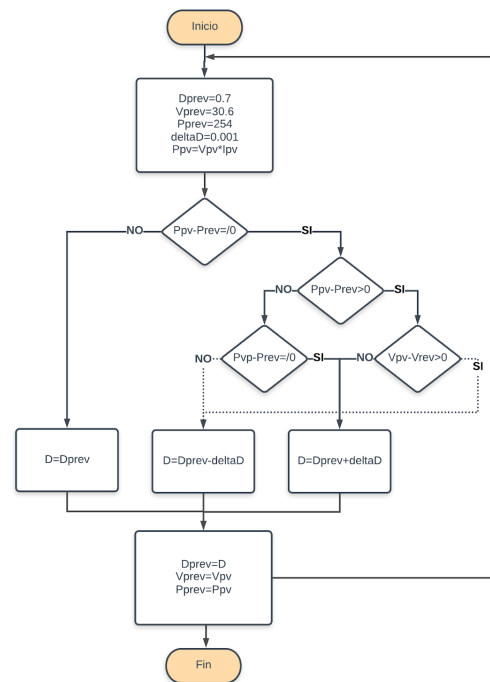 Inicio
Dprev=0.7
Vprev=30.6
Pprev=254
deltaD=0.001
Ppv=Vpv*Ipv
NO
Ppv-Prev=/0
SI
NO
Ppv-Prev>0
SI
NO
Pvp-Prev=/0
SI
NO
Vpv-Vrev>0
SI
D=Dprev
D=Dprev-deltaD
D=Dprev+deltaD
Dprev=D
Vprev=Vpv
Pprev=Ppv
Fin